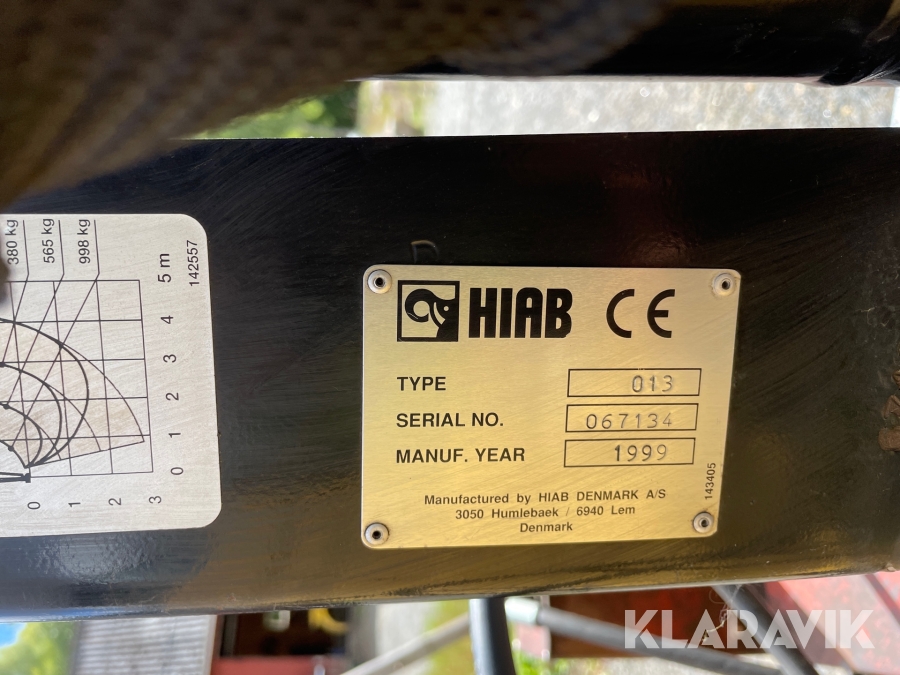 380 kg
565 kg
998 kg
5 m
4
3
2
1
0
0
1
2
3
142557
HIAB CE
TYPE 013
SERIAL NO. 067134
MANUF. YEAR 1999
Manufactured by HIAB DENMARK A/S
3050 Humlebaek / 6940 Lem
Denmark
143405
KLARAVIK